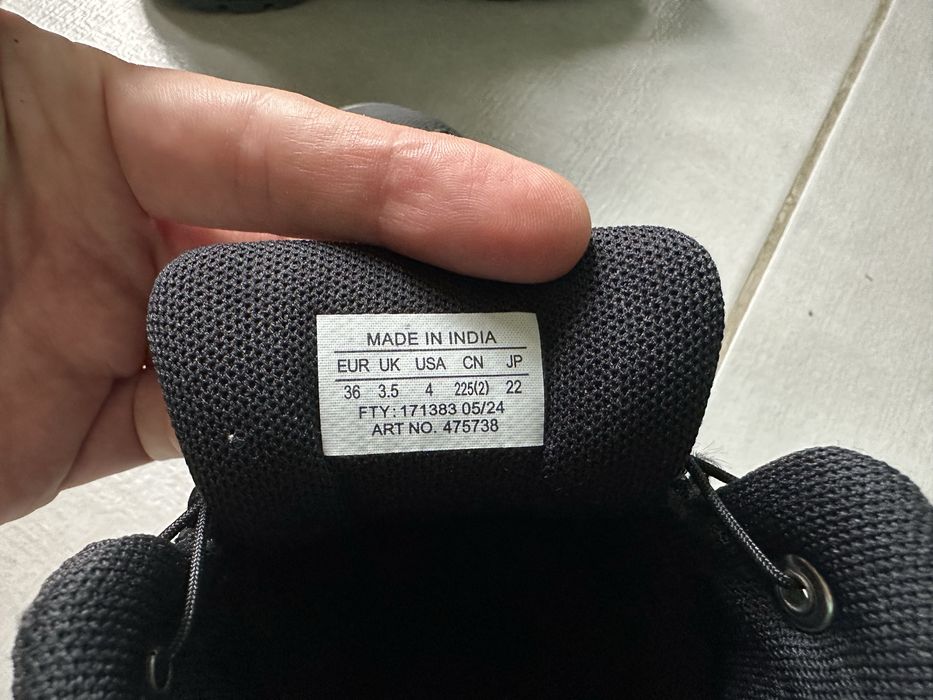 MADE IN INDIA
EUR UK USA CN JP
36 3.5 4 225(2) 22
FTY: 171383 05/24
ART NO. 475738